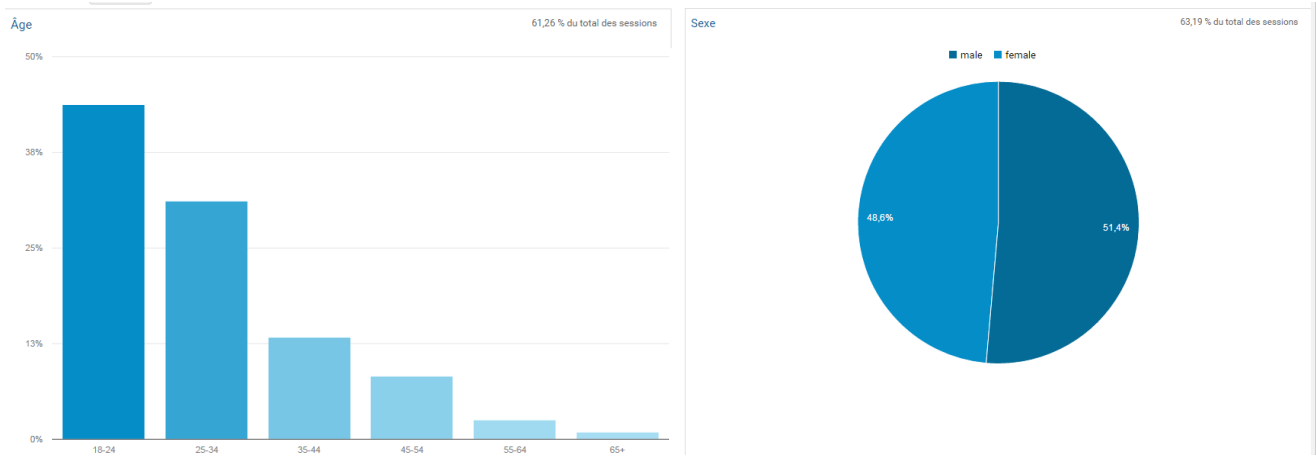 Âge
61,26 % du total des sessions
50%
38%
25%
13%
0%
18-24 25-34 35-44 45-54 55-64 65+
Sexe
63,19 % du total des sessions
male female
48,6%
51,4%